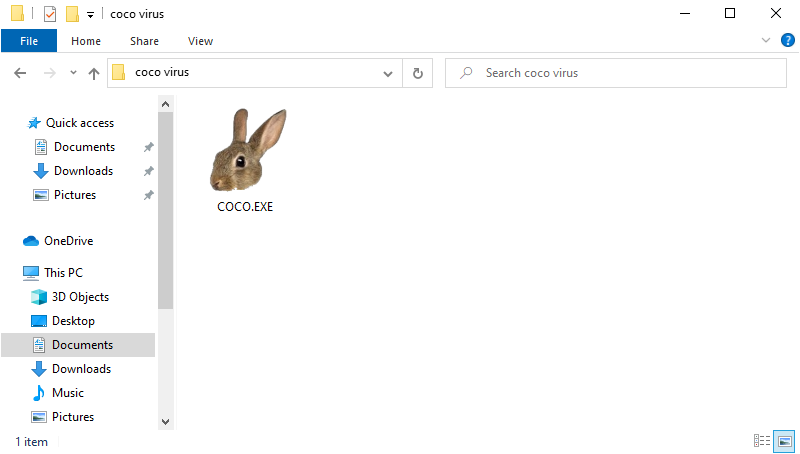 coco virus
File Home Share View
coco virus
Search coco virus
Quick access
Documents
Downloads
Pictures
OneDrive
This PC
3D Objects
Desktop
Documents
Downloads
Music
Pictures
COCO.EXE
1 item